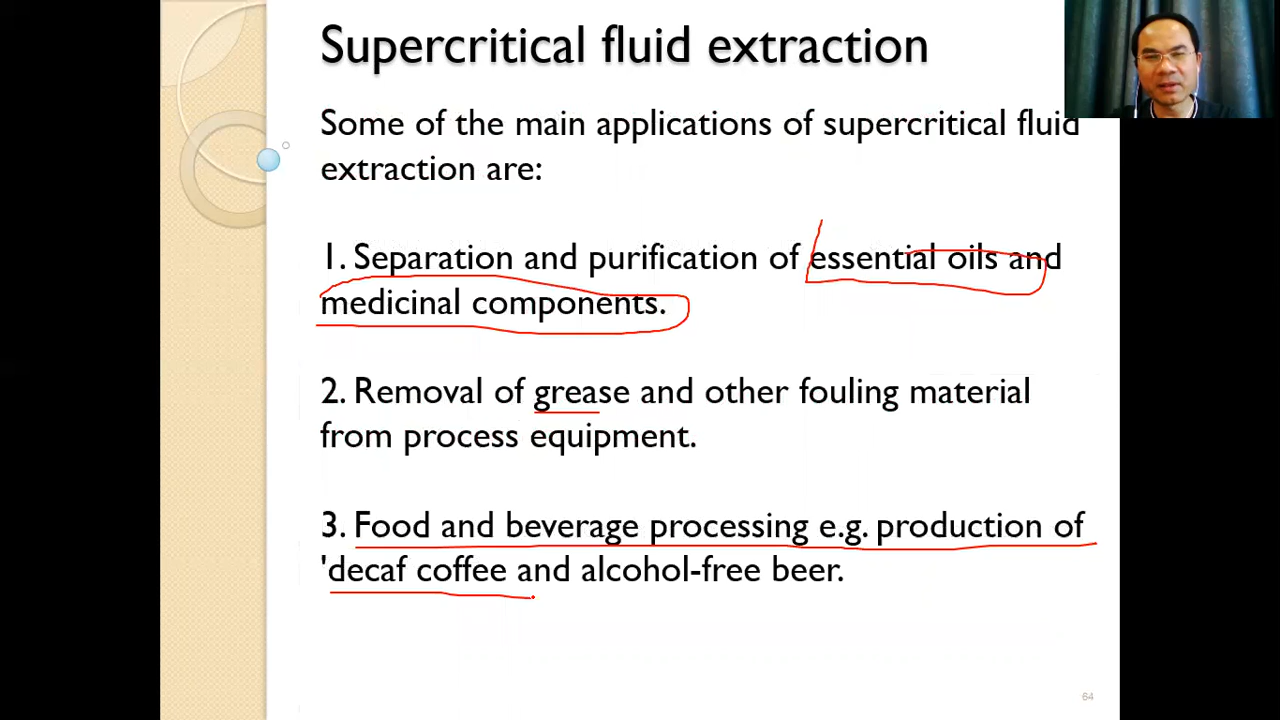 Supercritical fluid extraction
Some of the main applications of supercritical fluid
extraction are:
1. Separation and purification of essential oils and
medicinal components.
2. Removal of grease and other fouling material
from process equipment.
3. Food and beverage processing e.g. production of
'decaf coffee and alcohol-free beer.
64